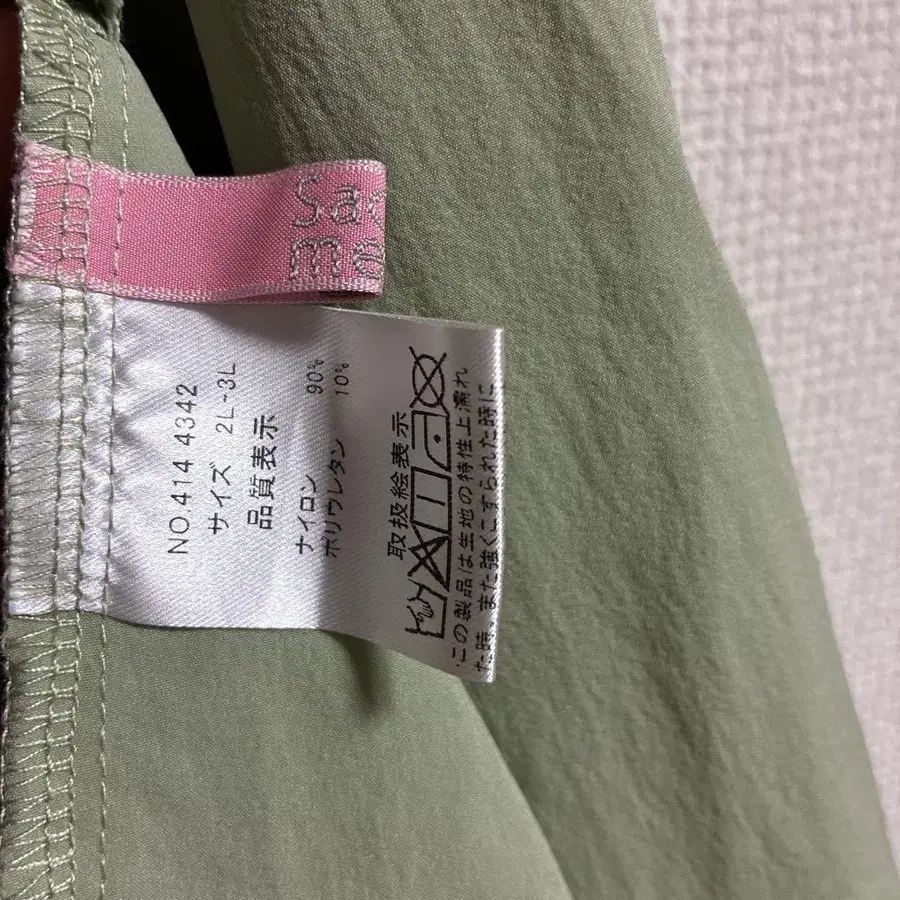 Sa
me
NO.414 4342
サイズ 2L-3L
品質表示
ナイロン 90%
ポリウレタン 10%
取扱絵表示
・この製品は生地の特性上濡れ
た時、また強くこすられた時に